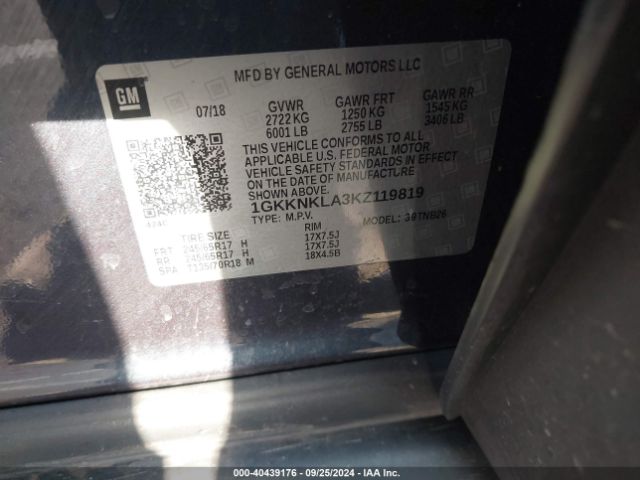 GM
MFD BY GENERAL MOTORS LLC
07/18 GVWR GAWR FRT GAWR RR
2722 KG 1250 KG 1545 KG
6001 LB 2755 LB 3406 LB
THIS VEHICLE CONFORMS TO ALL
APPLICABLE U.S. FEDERAL MOTOR
VEHICLE SAFETY STANDARDS IN EFFECT
ON THE DATE OF MANUFACTURE
SHOWN ABOVE.
1GKKNKLA3KZ119819
TYPE: M.P.V. MODEL:
TIRE SIZE RIM
FRT 245/65R17 H 17X7.5J
RR 245/65R17 H 17X7.5J
SPA T135/70R18 M 18X4.5B
000-40439176 - 09/25/2024 - IAA Inc.